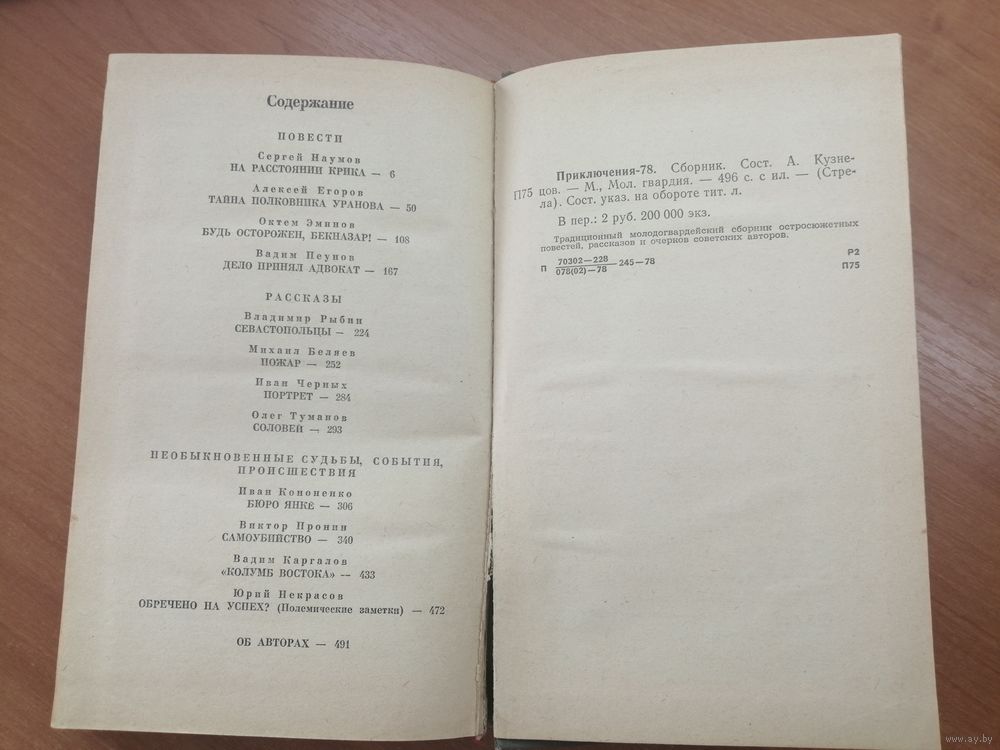 Содержание
ПОВЕСТИ
Сергей Наумов
НА РАССТОЯНИИ КРИКА — 6
Алексей Егоров
ТАЙНА ПОЛКОВНИКА УРАНОВА — 50
Октем Эминов
БУДЬ ОСТОРОЖЕН, БЕКНАЗАР! — 108
Вадим Пеунов
ДЕЛО ПРИНЯЛ АДВОКАТ — 167
РАССКАЗЫ
Владимир Рыбин
СЕВАСТОПОЛЬЦЫ — 224
Михаил Беляев
ПОЖАР — 252
Иван Черных
ПОРТРЕТ — 284
Олег Туманов
СОЛОВЕЙ — 293
НЕОБЫКНОВЕННЫЕ СУДЬБЫ, СОБЫТИЯ,
ПРОИСШЕСТВИЯ
Иван Кононенко
БЮРО ЯНКЕ — 306
Виктор Пронин
САМОУБИЙСТВО — 340
Вадим Каргалов
«КОЛУМБ ВОСТОКА» — 433
Юрий Некрасов
ОБРЕЧЕНО НА УСПЕХ? (Полемические заметки) — 472
ОБ АВТОРАХ — 491
Приключения-78. Сборник. Сост. А. Кузне-
П75 цов. — М., Мол. гвардия. — 496 с. с ил. — (Стре-
ла). Сост. указ. на обороте тит. л.
В пер.: 2 руб. 200 000 экз.
Традиционный молодогвардейский сборник остросюжетных
повестей, рассказов и очерков советских авторов.
П 70302—228 245—78 Р2
078(02)—78 П75
www.ay.by